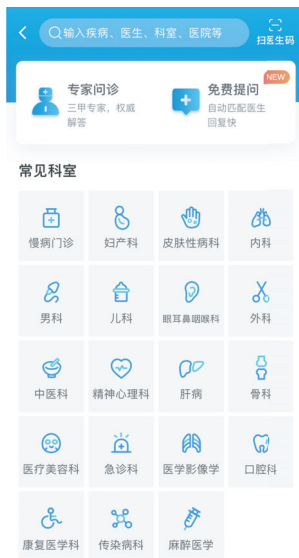 输入疾病、医生、科室、医院等
扫医生码
专家问诊
三甲专家，权威
解答
NEW
免费提问
自动匹配医生
回复快
常见科室
慢病门诊
妇产科
皮肤性病科
内科
男科
儿科
眼耳鼻咽喉科
外科
中医科
精神心理科
肝病
骨科
医疗美容科
急诊科
医学影像学
口腔科
康复医学科
传染病科
麻醉医学